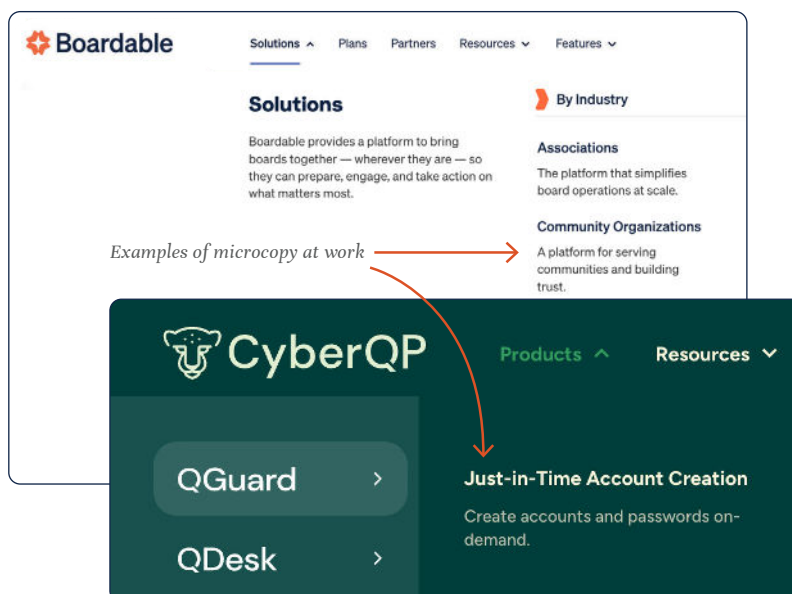 Boardable
Solutions Plans Partners Resources Features
Solutions
Boardable provides a platform to bring
boards together — wherever they are — so
they can prepare, engage, and take action on
what matters most.
By Industry
Associations
The platform that simplifies
board operations at scale.
Community Organizations
A platform for serving
communities and building
trust.
Examples of microcopy at work
CyberQP
Products Resources
QGuard
QDesk
Just-in-Time Account Creation
Create accounts and passwords on-
demand.